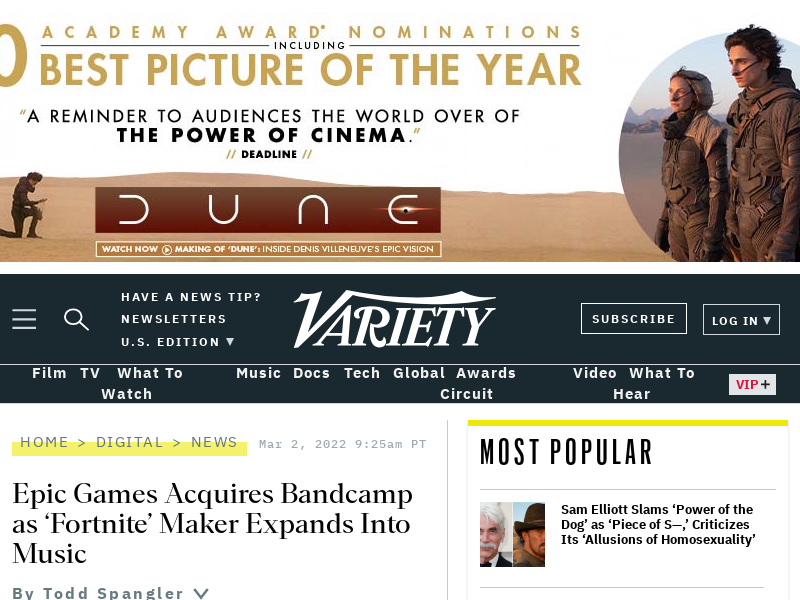 0 ACADEMY AWARD® NOMINATIONS
INCLUDING
BEST PICTURE OF THE YEAR
“A REMINDER TO AUDIENCES THE WORLD OVER OF
THE POWER OF CINEMA.”
// DEADLINE //
DUNE
WATCH NOW MAKING OF ‘DUNE’: INSIDE DENIS VILLENEUVE’S EPIC VISION
HAVE A NEWS TIP?
NEWSLETTERS
U.S. EDITION ▼
VARIETY
SUBSCRIBE
LOG IN ▼
Film TV What To Watch Music Docs Tech Global Awards Circuit Video What To Hear
VIP+
HOME > DIGITAL > NEWS Mar 2, 2022 9:25am PT
Epic Games Acquires Bandcamp
as ‘Fortnite’ Maker Expands Into
Music
By Todd Spangler
MOST POPULAR
Sam Elliott Slams ‘Power of the
Dog’ as ‘Piece of S—,’ Criticizes
Its ‘Allusions of Homosexuality’